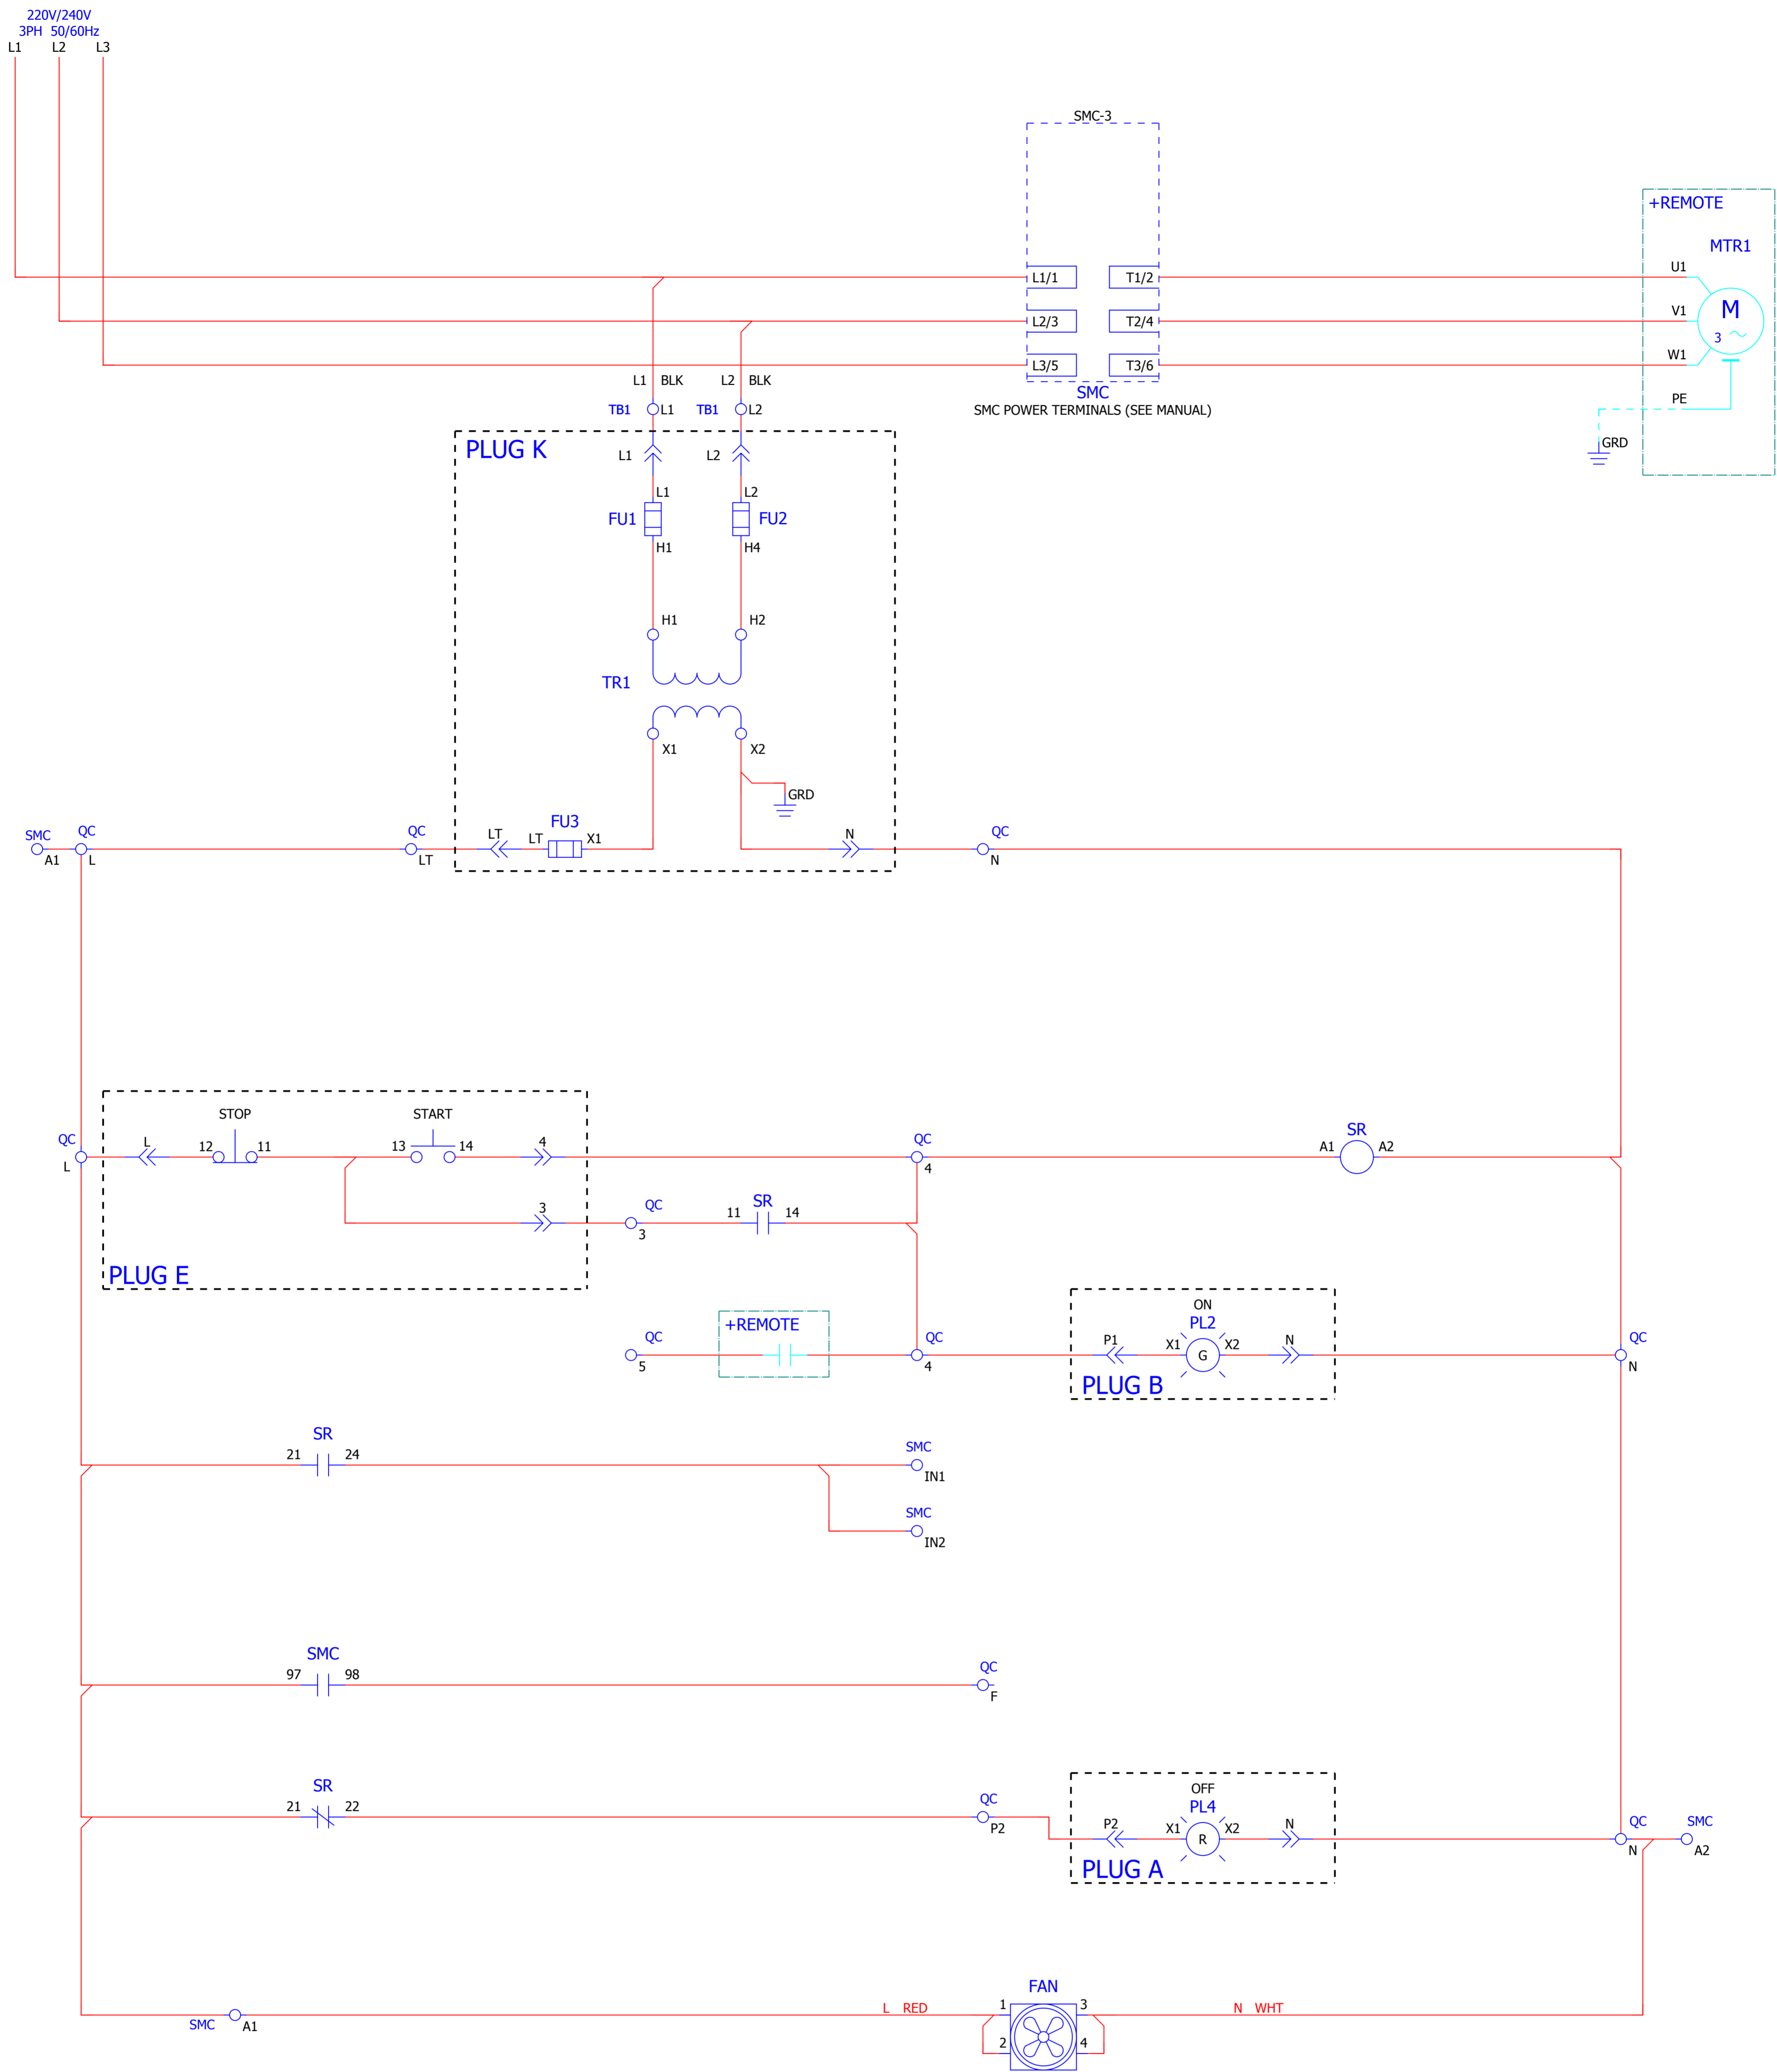 220V/240V
3PH 50/60Hz
L1 L2 L3
SMC-3
+REMOTE
MTR1
L1/1 T1/2 U1
L2/3 T2/4 V1
M
3
L3/5 T3/6 W1
SMC
SMC POWER TERMINALS (SEE MANUAL)
PE
GRD
L1 BLK L2 BLK
TB1 L1 TB1 L2
PLUG K
L1 L2
L1 L2
FU1 FU2
H1 H4
H1 H2
TR1
X1 X2
GRD
SMC QC QC FU3 QC
LT LT X1 N
A1 L LT N
STOP START
QC L 12 11 13 14 4 QC SR
A1 A2
L 4
3 QC 11 SR 14
3
PLUG E
ON
+REMOTE PL2
QC QC P1 X1 G X2 N QC
5 4 N
PLUG B
SR SMC
21 24
IN1
SMC
IN2
SMC QC
97 98
F
SR OFF
21 22 QC PL4 QC SMC
P2 P2 X1 R X2 N
N A2
PLUG A
FAN
L RED 1 3 N WHT
SMC A1
2 4